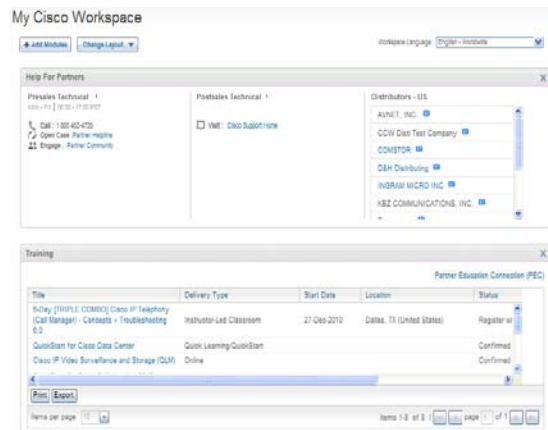 My Cisco Workspace
Add Modules
Change Layout
Workspace Language: English - Worldwide
Help For Partners
X
Presales Technical
Postsales Technical
Distributors - US
Call : 1 800 462-4726
Open Case : Partner Helpline
Engage : Partner Community
Visit : Cisco Support Home
AVNET, INC.
CCW Disti Test Company
COMSTOR
D&H Distributing
INGRAM MICRO INC
KBZ COMMUNICATIONS, INC.
Training
X
Partner Education Connection (PEC)
Title
Delivery Type
Start Date
Location
Status
5-Day [TRIPLE COMBO] Cisco IP Telephony
(Call Manager) - Concepts + Troubleshooting
6.0
Instructor-Led Classroom
27-Dec-2010
Dallas, TX (United States)
Register w
QuickStart for Cisco Data Center
Quick Learning/QuickStart
Confirmed
Cisco IP Video Surveillance and Storage (QLM)
Online
Confirmed
Print
Export
Items per page
10
Items 1-8 of 8
page 1 of 1